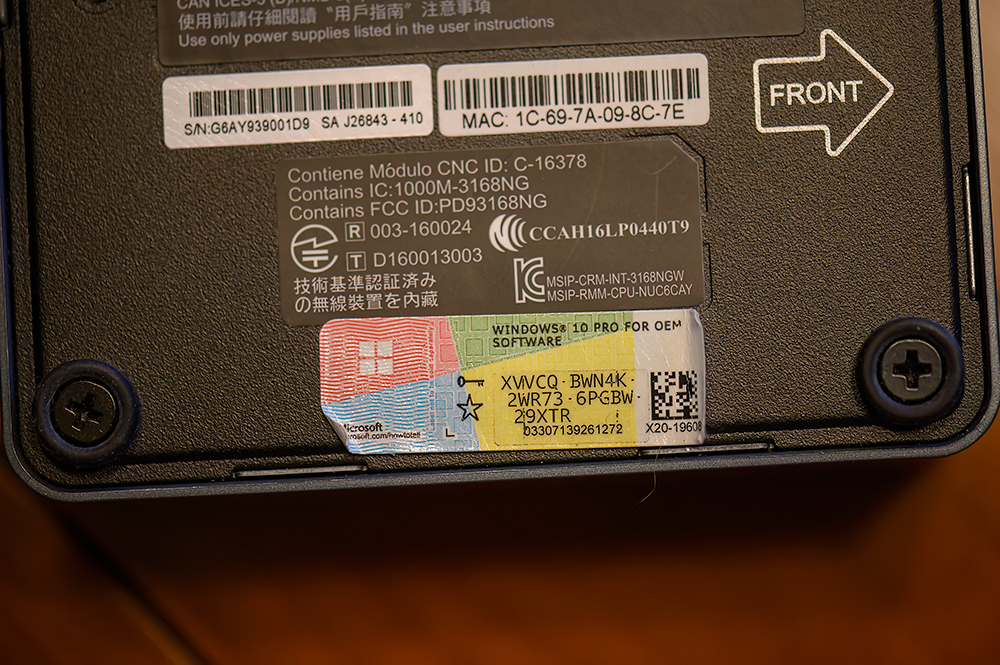 CAN ICES-3
使用前請仔細閱讀〝用戶指南〞注意事項
Use only power supplies listed in the user instructions
S/N:G6AY939001D9 SA J26843 - 410
MAC: 1C-69-7A-09-8C-7E
FRONT
Contiene Módulo CNC ID: C-16378
Contains IC:1000M-3168NG
Contains FCC ID:PD93168NG
R 003-160024
CCAH16LP0440T9
T D160013003
技術基準認証済み
の無線装置を内藏
MSIP-CRM-INT-3168NGW
MSIP-RMM-CPU-NUC6CAY
WINDOWS® 10 PRO FOR OEM
SOFTWARE
BWN4K·
2WR73·6PGBW·
29XTR
03307139261272
X20-19608
Microsoft